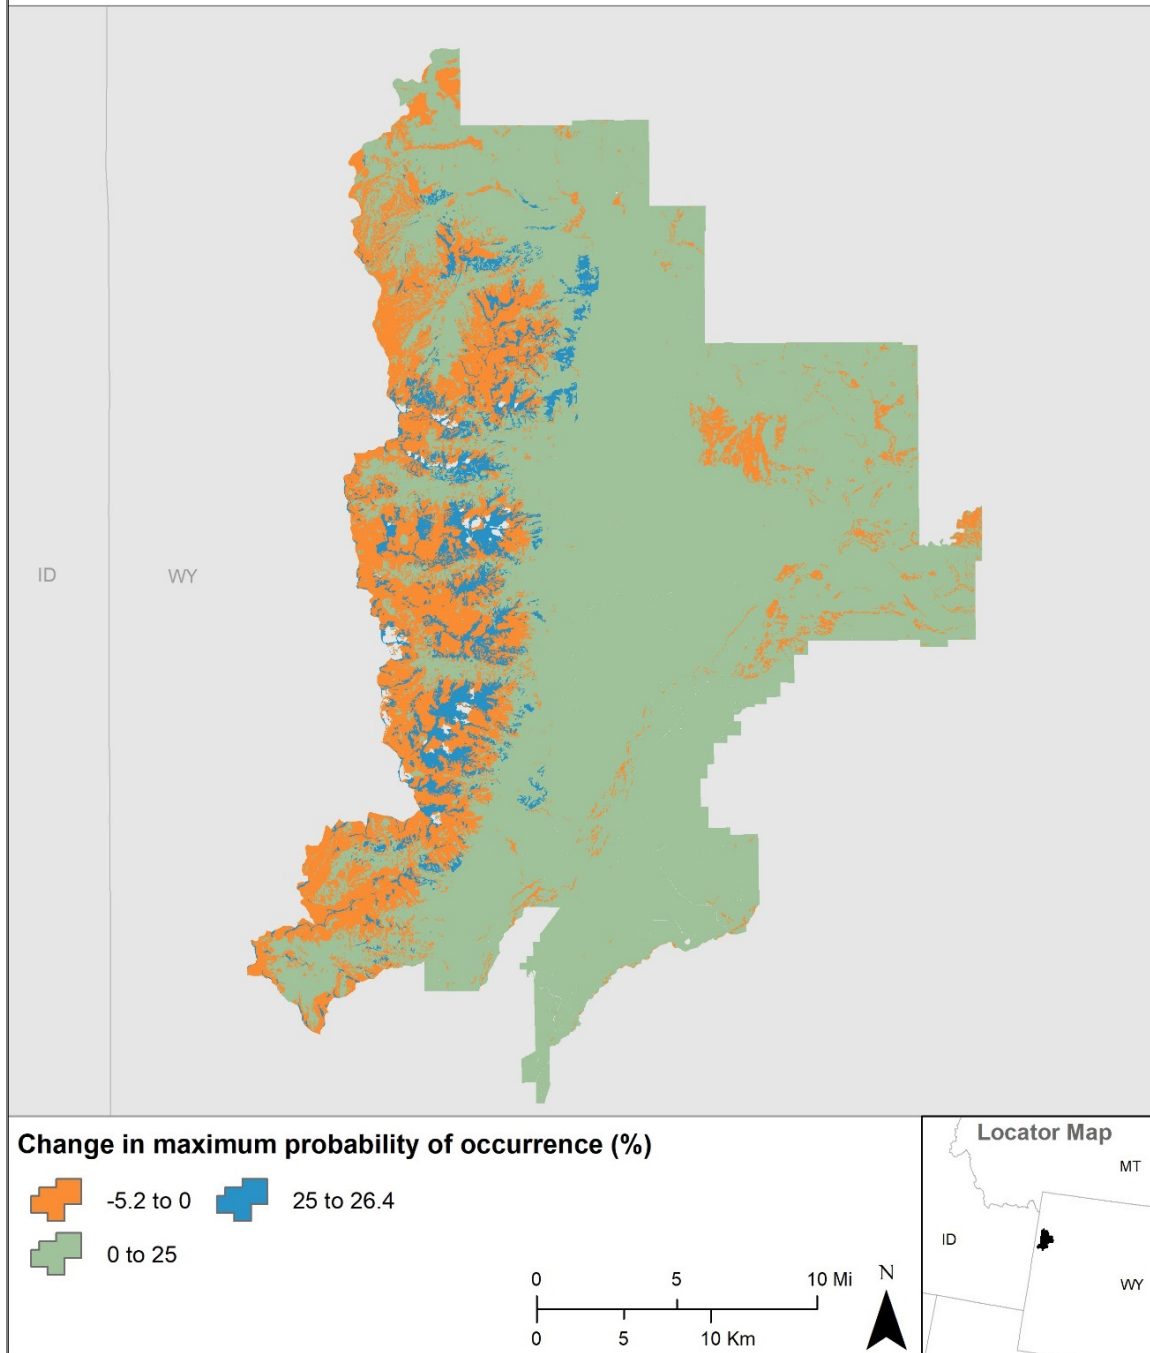 ID
WY
Change in maximum probability of occurrence (%)
-5.2 to 0
25 to 26.4
0 to 25
0 5 10 Mi
0 5 10 Km
N
Locator Map
MT
ID
WY